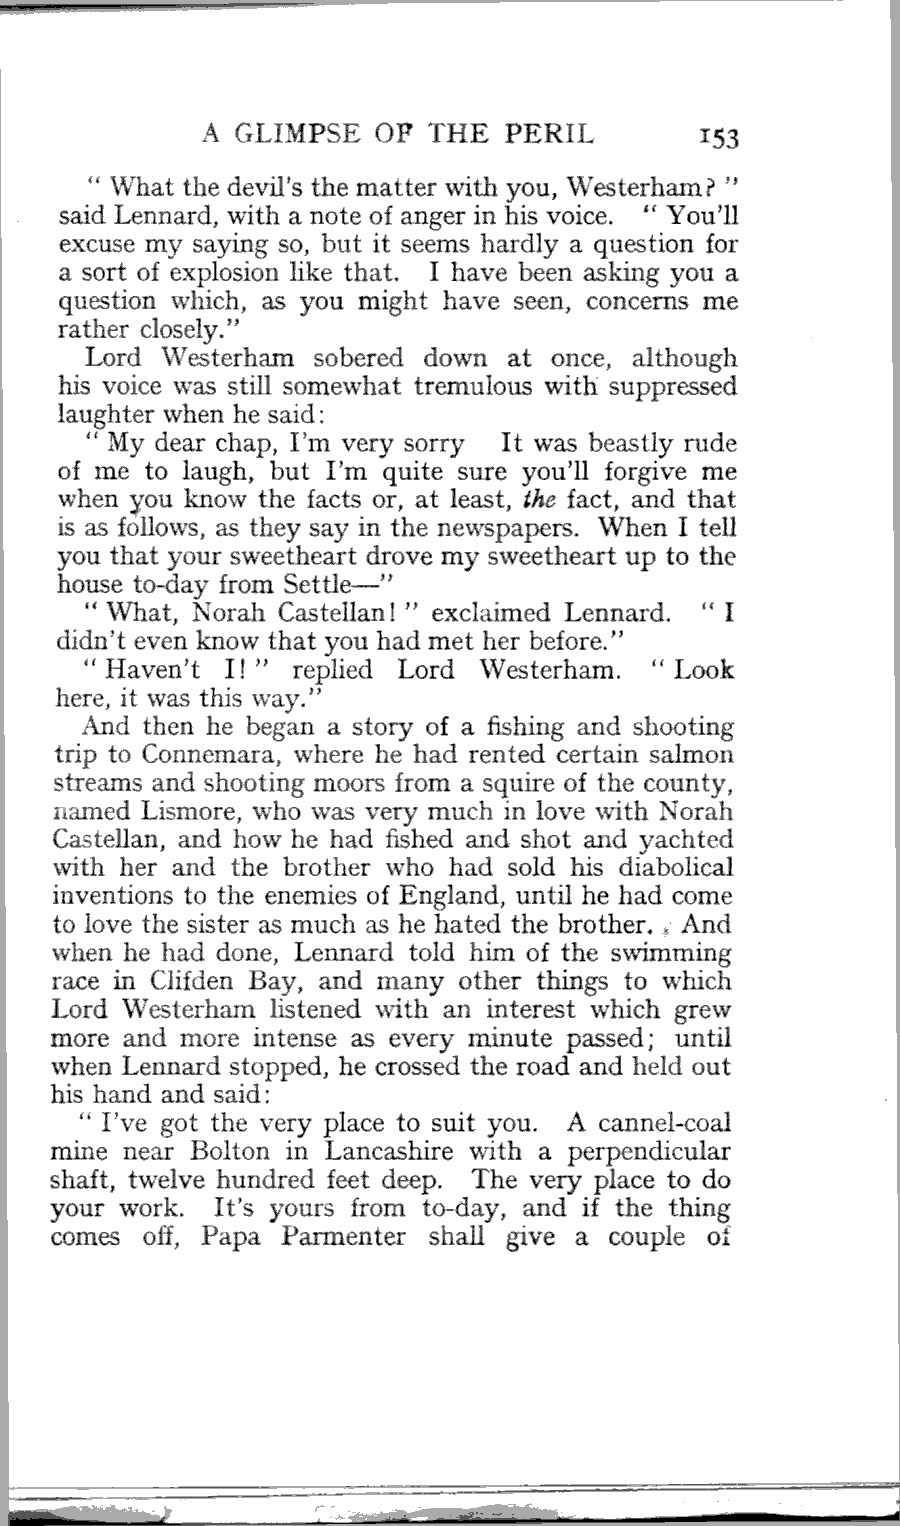 A GLIMPSE OF THE PERIL 153
“ What the devil’s the matter with you, Westerham? ”
said Lennard, with a note of anger in his voice. “ You’ll
excuse my saying so, but it seems hardly a question for
a sort of explosion like that. I have been asking you a
question which, as you might have seen, concerns me
rather closely.”
Lord Westerham sobered down at once, although
his voice was still somewhat tremulous with suppressed
laughter when he said:
“ My dear chap, I’m very sorry It was beastly rude
of me to laugh, but I’m quite sure you’ll forgive me
when you know the facts or, at least, the fact, and that
is as follows, as they say in the newspapers. When I tell
you that your sweetheart drove my sweetheart up to the
house to-day from Settle—”
“ What, Norah Castellan! ” exclaimed Lennard. “ I
didn’t even know that you had met her before.”
“ Haven’t I! ” replied Lord Westerham. “ Look
here, it was this way.”
And then he began a story of a fishing and shooting
trip to Connemara, where he had rented certain salmon
streams and shooting moors from a squire of the county,
named Lismore, who was very much in love with Norah
Castellan, and how he had fished and shot and yachted
with her and the brother who had sold his diabolical
inventions to the enemies of England, until he had come
to love the sister as much as he hated the brother. And
when he had done, Lennard told him of the swimming
race in Clifden Bay, and many other things to which
Lord Westerham listened with an interest which grew
more and more intense as every minute passed; until
when Lennard stopped, he crossed the road and held out
his hand and said:
“ I’ve got the very place to suit you. A cannel-coal
mine near Bolton in Lancashire with a perpendicular
shaft, twelve hundred feet deep. The very place to do
your work. It’s yours from to-day, and if the thing
comes off, Papa Parmenter shall give a couple of